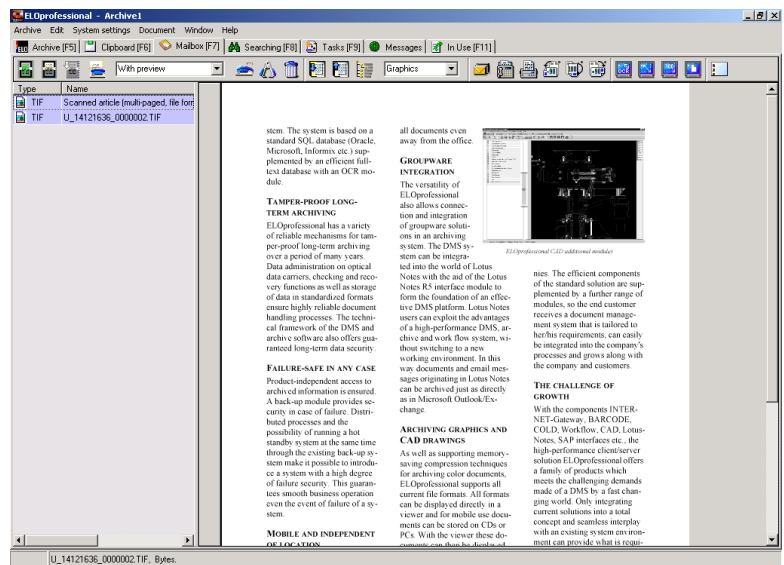 ELOprofessional - Archive1
Archive Edit System settings Document Window Help
Archive [F5] Clipboard [F6] Mailbox [F7] Searching [F8] Tasks [F9] Messages In Use [F11]
With preview Graphics
Type Name
TIF Scanned article (multi-paged, file form
TIF U_14121636_0000002.TIF
stem. The system is based on a
standard SQL database (Oracle,
Microsoft, Informix etc.) sup-
plemented by an efficient full-
text database with an OCR mo-
dule.
TAMPER-PROOF LONG-
TERM ARCHIVING
ELOprofessional has a variety
of reliable mechanisms for tam-
per-proof long-term archiving
over a period of many years.
Data administration on optical
data carriers, checking and reco-
very functions as well as storage
of data in standardized formats
ensure highly reliable document
handling processes. The techni-
cal framework of the DMS and
archive software also offers gua-
ranteed long-term data security.
FAILURE-SAFE IN ANY CASE
Product-independent access to
archived information is ensured.
A back-up module provides se-
curity in case of failure. Distri-
buted processes and the
possibility of running a hot
standby system at the same time
through the existing back-up sy-
stem make it possible to introdu-
ce a system with a high degree
of failure security. This guaran-
tees smooth business operation
even the event of failure of a sy-
stem.
MOBILE AND INDEPENDENT
OF LOCATION
all documents even
away from the office.
GROUPWARE
INTEGRATION
The versatility of
ELOprofessional
also allows connec-
tion and integration
of groupware soluti-
ons in an archiving
system. The DMS sy-
stem can be integra-
ted into the world of Lotus
Notes with the aid of the Lotus
Notes R5 interface module to
form the foundation of an effec-
tive DMS platform. Lotus Notes
users can exploit the advantages
of a high-performance DMS, ar-
chive and work flow system, wi-
thout switching to a new
working environment. In this
way documents and email mes-
sages originating in Lotus Notes
can be archived just as directly
as in Microsoft Outlook/Ex-
change.
ARCHIVING GRAPHICS AND
CAD DRAWINGS
As well as supporting memory-
saving compression techniques
for archiving color documents,
ELOprofessional supports all
current file formats. All formats
can be displayed directly in a
viewer and for mobile use docu-
ments can be stored on CDs or
PCs. With the viewer these do-
cuments can then be displayed
ELOprofessional CAD additional modules
nies. The efficient components
of the standard solution are sup-
plemented by a further range of
modules, so the end customer
receives a document manage-
ment system that is tailored to
her/his requirements, can easily
be integrated into the company's
processes and grows along with
the company and customers.
THE CHALLENGE OF
GROWTH
With the components INTER-
NET-Gateway, BARCODE,
COLD, Workflow, CAD, Lotus-
Notes, SAP interfaces etc., the
high-performance client/server
solution ELOprofessional offers
a family of products which
meets the challenging demands
made of a DMS by a fast chan-
ging world. Only integrating
current solutions into a total
concept and seamless interplay
with an existing system environ-
ment can provide what is requi-
U_14121636_0000002.TIF, Bytes.